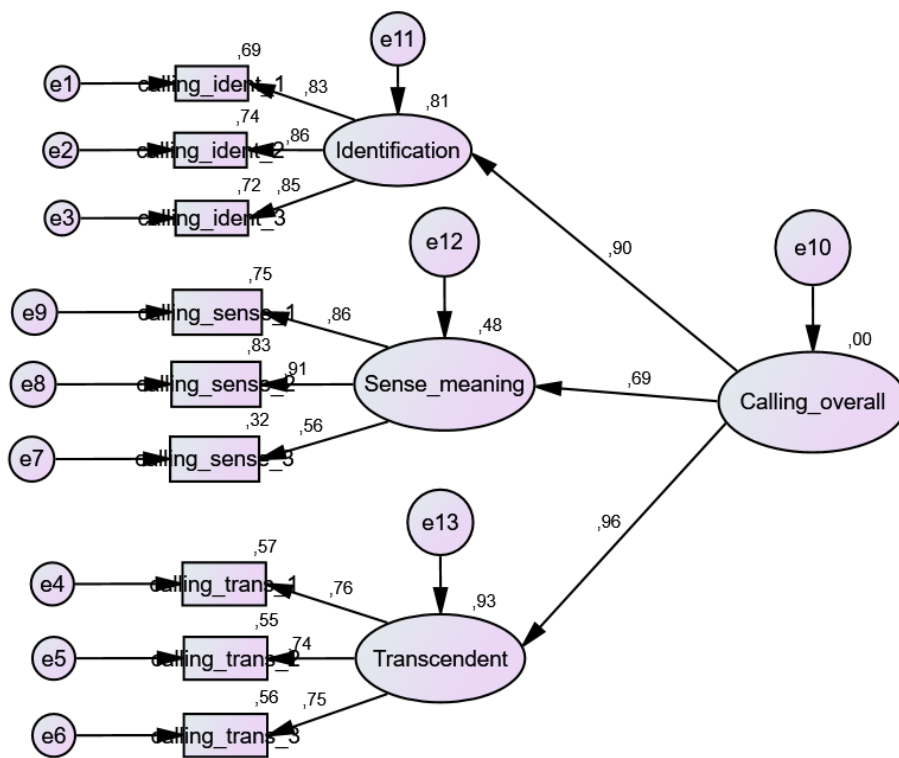 e11
,69
e1
calling_ident_1
,83
,81
,74
e2
calling_ident_2
,86
Identification
,72
e3
calling_ident_3
,85
e12
e10
,90
,75
e9
calling_sense_1
,86
,48
,00
,83
e8
calling_sense_2
,91
Sense_meaning
,69
Calling_overall
,32
e7
calling_sense_3
,56
e13
,96
,57
e4
calling_trans_1
,76
,93
,55
e5
calling_trans_2
,74
Transcendent
,56
e6
calling_trans_3
,75